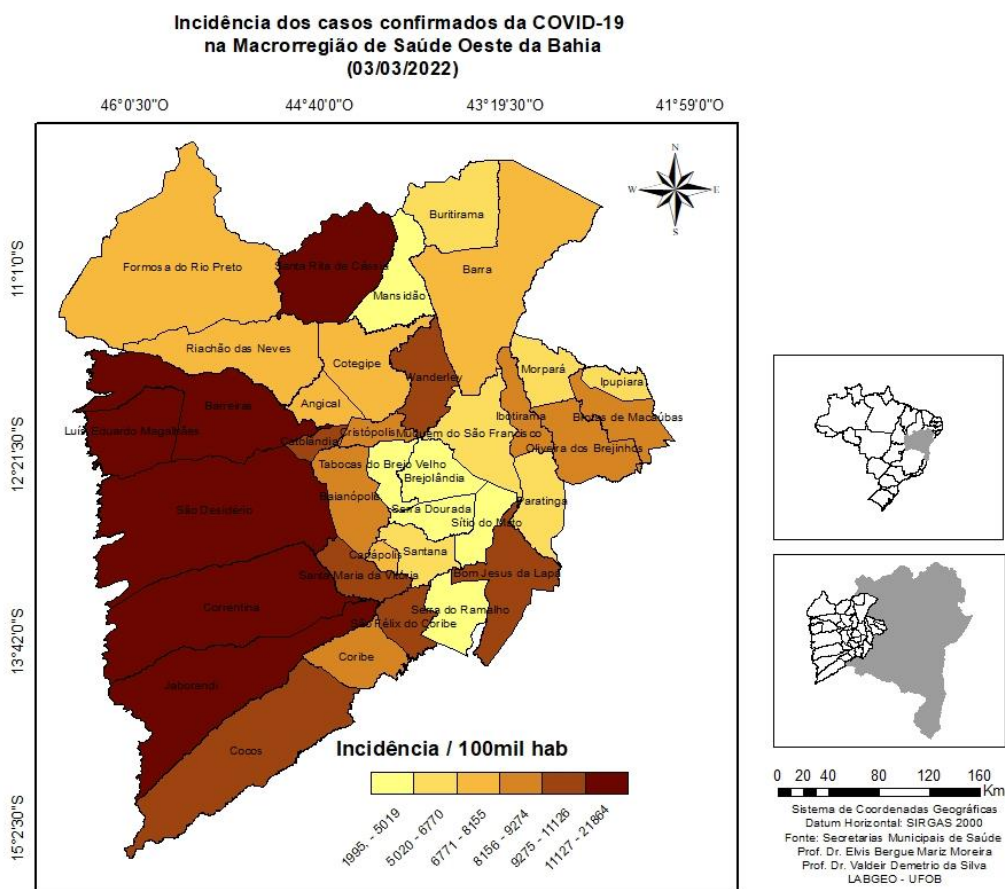 Incidência dos casos confirmados da COVID-19
na Macrorregião de Saúde Oeste da Bahia
(03/03/2022)
46°0'30"O 44°40'0"O 43°19'30"O 41°59'0"O
N
W E
S
11°1'0"S
12°21'30"S
13°42'0"S
15°2'30"S
Buritirama
Formosa do Rio Preto
Santa Rita de Cássia
Barra
Mansidão
Riachão das Neves
Cotegipe
Wanderley
Morpará
Ipupiara
Angical
Barreiras
Ibotirama
Brotas de Macaúbas
Luís Eduardo Magalhães
Catolândia
Cristópolis
Muquém do São Francisco
Oliveira dos Brejinhos
Tabocas do Brejo Velho
Brejolândia
Baianópolis
Paratinga
São Desidério
Serra Dourada
Sítio do Mato
Canápolis
Santana
Santa Maria da Vitória
Bom Jesus da Lapa
Correntina
São Félix do Coribe
Serra do Ramalho
Coribe
Jaborandi
Cocos
Incidência / 100mil hab
1995. - 5019
5020 - 6770
6771 - 8155
8156 - 9274
9275 - 11126
11127 - 21864
0 20 40 80 120 160
Km
Sistema de Coordenadas Geográficas
Datum Horizontal: SIRGAS 2000
Fonte: Secretarias Municipais de Saúde
Prof. Dr. Elvis Bergue Mariz Moreira
Prof. Dr. Valdeir Demetrio da Silva
LABGEO - UFOB